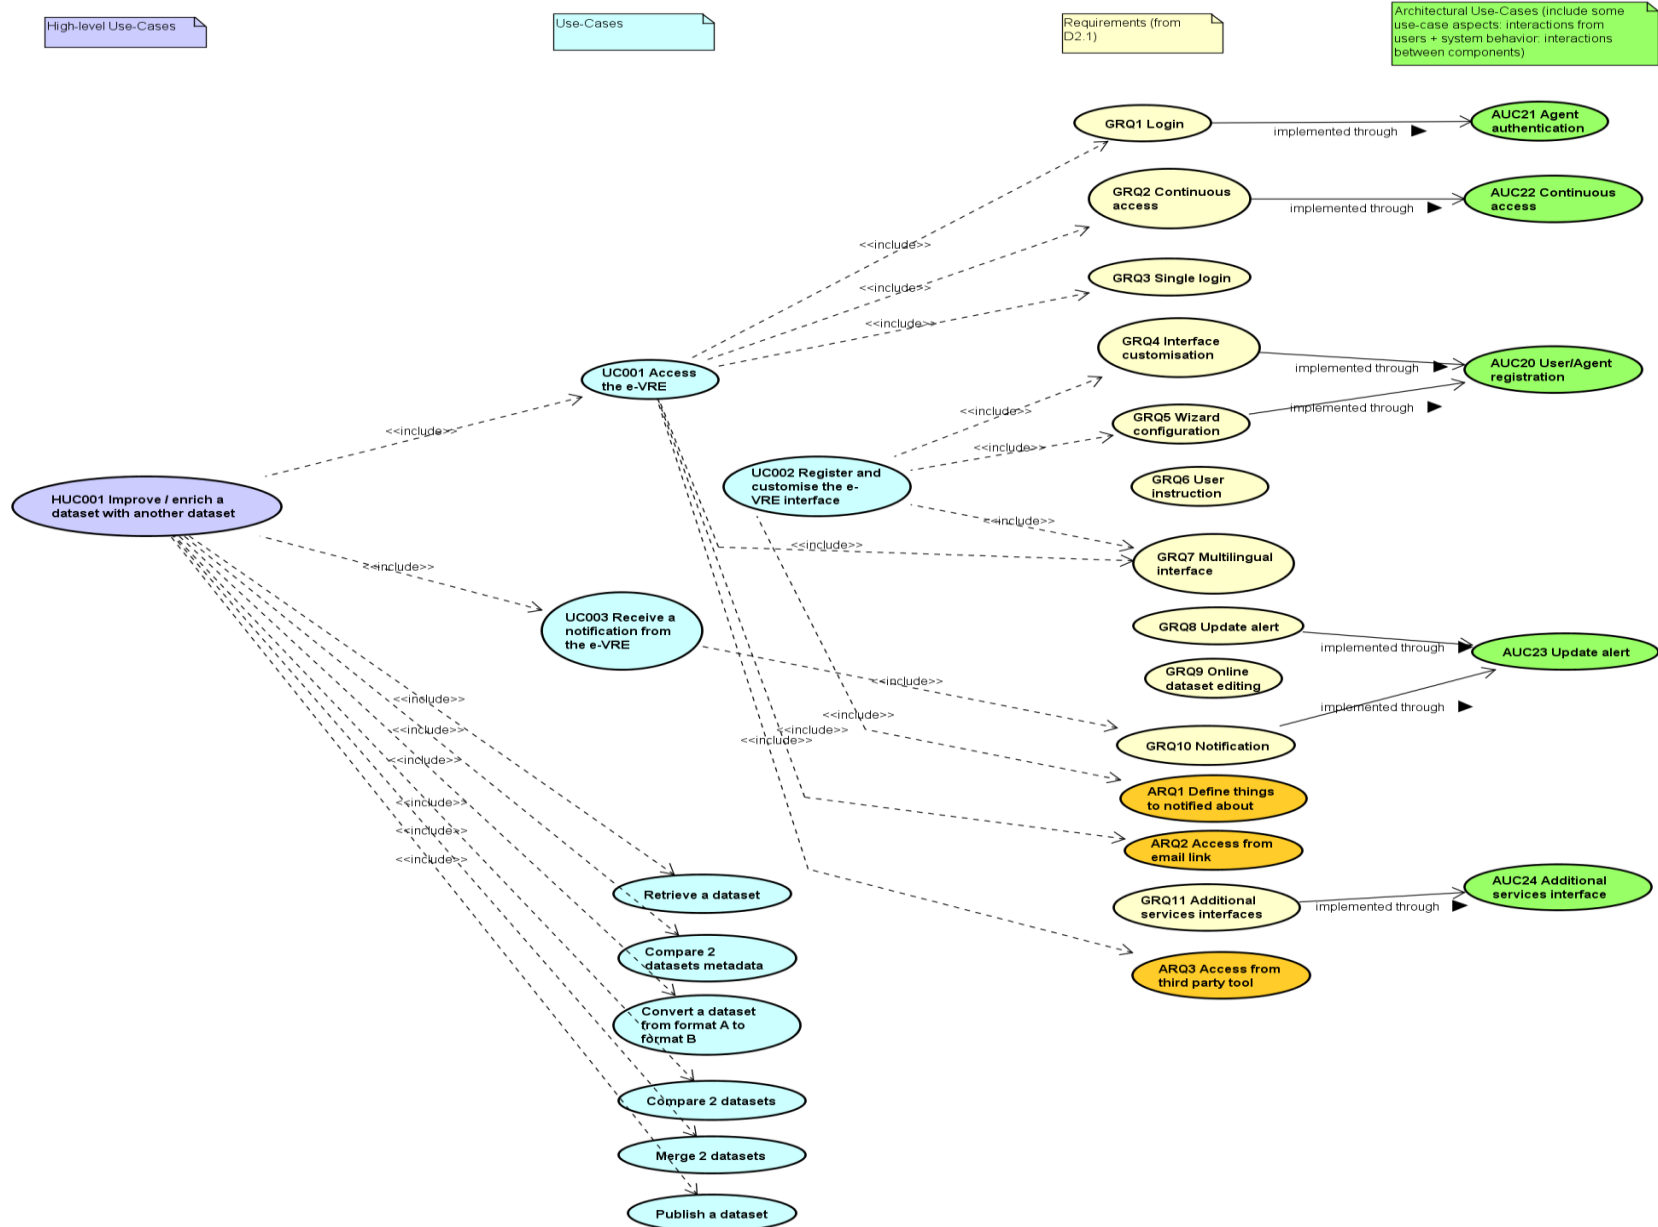 High-level Use-Cases
Use-Cases
Requirements (from
D2.1)
Architectural Use-Cases (include some
use-case aspects: interactions from
users + system behavior: interactions
between components)
GRQ1 Login
implemented through
AUC21 Agent
authentication
GRQ2 Continuous
access
implemented through
AUC22 Continuous
access
<<include>>
<<include>>
<<include>>
GRQ3 Single login
GRQ4 Interface
customisation
implemented through
AUC20 User/Agent
registration
UC001 Access
the e-VRE
<<include>>
<<include>>
<<include>>
GRQ5 Wizard
configuration
implemented through
UC002 Register and
customise the e-
VRE interface
GRQ6 User
instruction
HUC001 Improve / enrich a
dataset with another dataset
<<include>>
<<include>>
<<include>>
GRQ7 Multilingual
interface
UC003 Receive a
notification from
the e-VRE
GRQ8 Update alert
implemented through
AUC23 Update alert
GRQ9 Online
dataset editing
<<include>>
implemented through
<<include>>
<<include>>
<<include>>
GRQ10 Notification
<<include>>
<<include>>
<<include>>
<<include>>
<<include>>
<<include>>
ARQ1 Define things
to notified about
ARQ2 Access from
email link
Retrieve a dataset
GRQ11 Additional
services interfaces
implemented through
AUC24 Additional
services interface
Compare 2
datasets metadata
ARQ3 Access from
third party tool
Convert a dataset
from format A to
format B
Compare 2 datasets
Merge 2 datasets
Publish a dataset